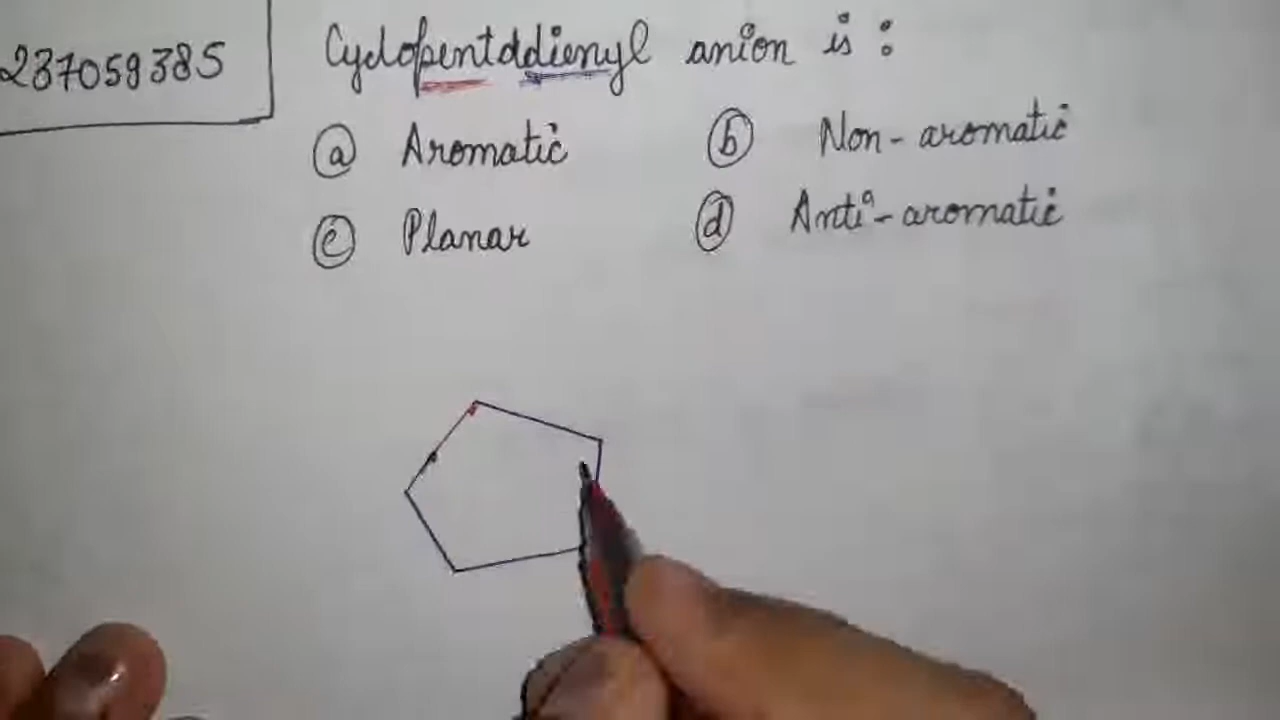 237059385
Cyclopentadienyl anion is :
(a) Aromatic
(b) Non-aromatic
(c) Planar
(d) Anti-aromatic